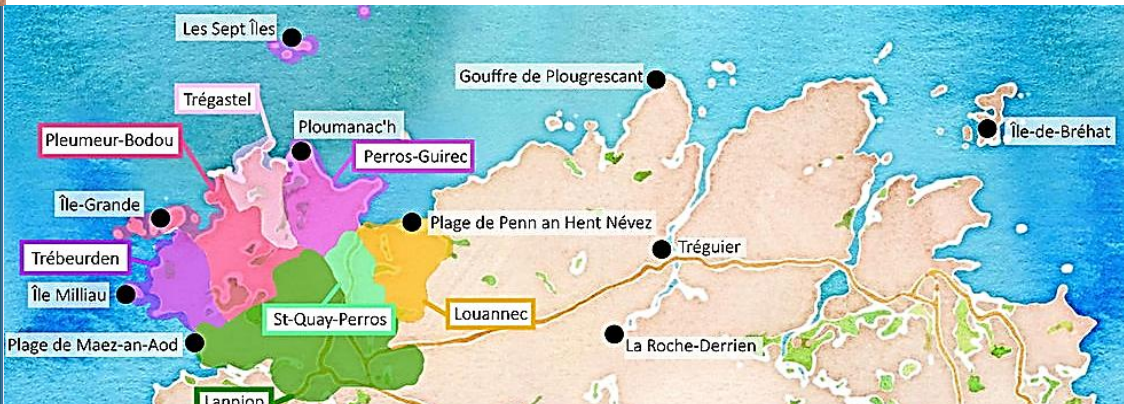 Les Sept Îles
Gouffre de Plougrescant
Trégastel
Ploumanac'h
Île-de-Bréhat
Pleumeur-Bodou
Perros-Guirec
Île-Grande
Plage de Penn an Hent Névez
Tréguier
Trébeurden
Île Milliau
St-Quay-Perros
Louannec
Plage de Maez-an-Aod
La Roche-Derrien
Lannion